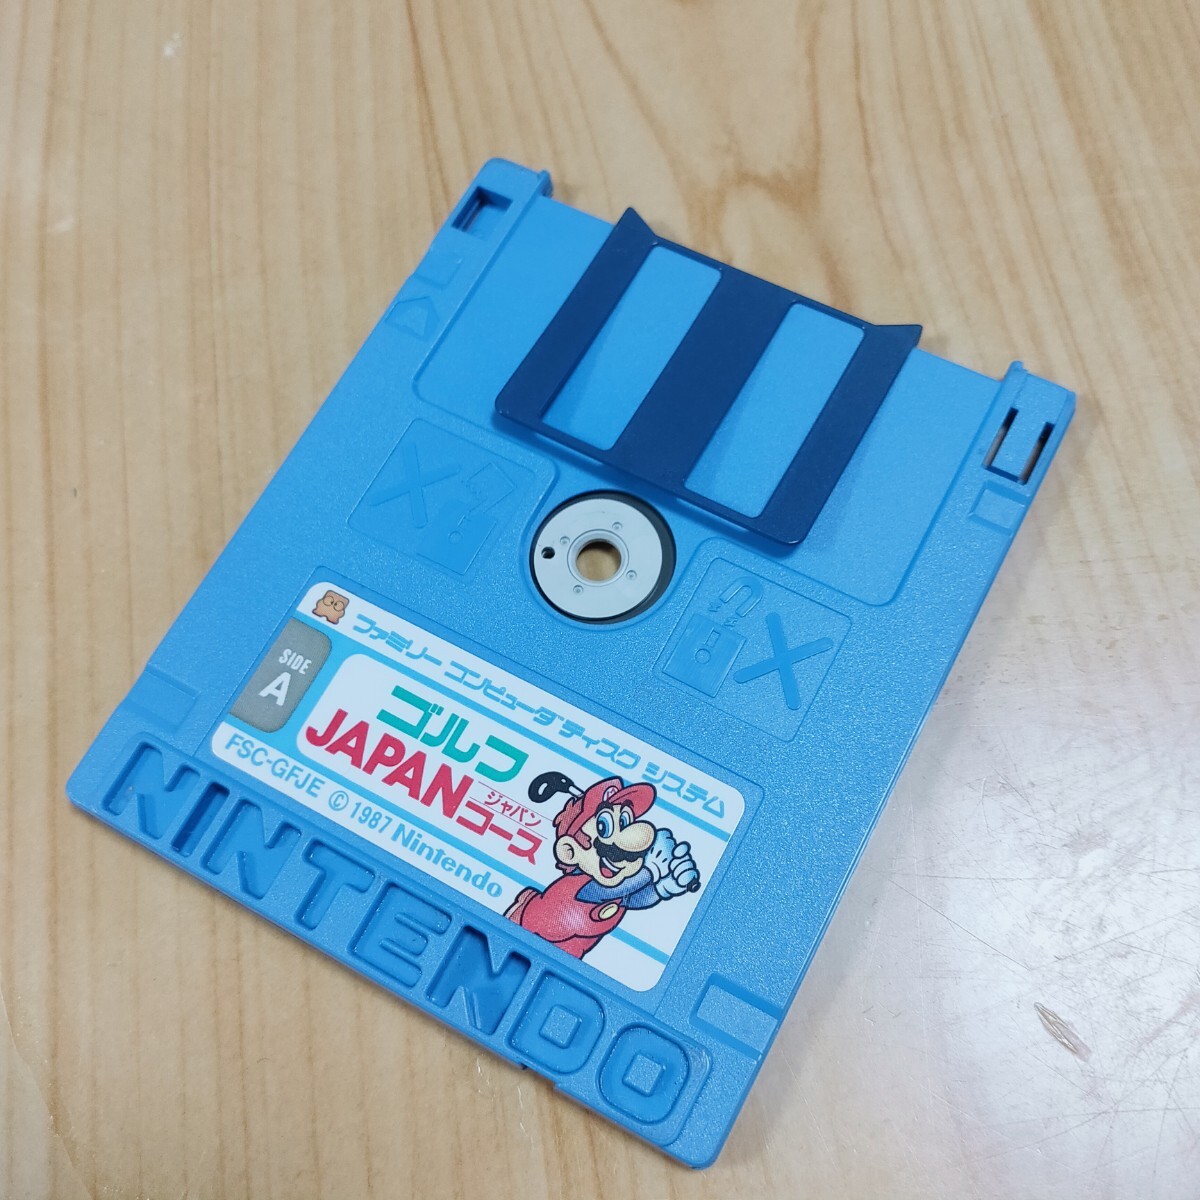 ファミリー コンピュータ ディスク システム
SIDE
A
ゴルフ
JAPAN
ジャパン
コース
FSC-GFJE © 1987 Nintendo
NINTENDO